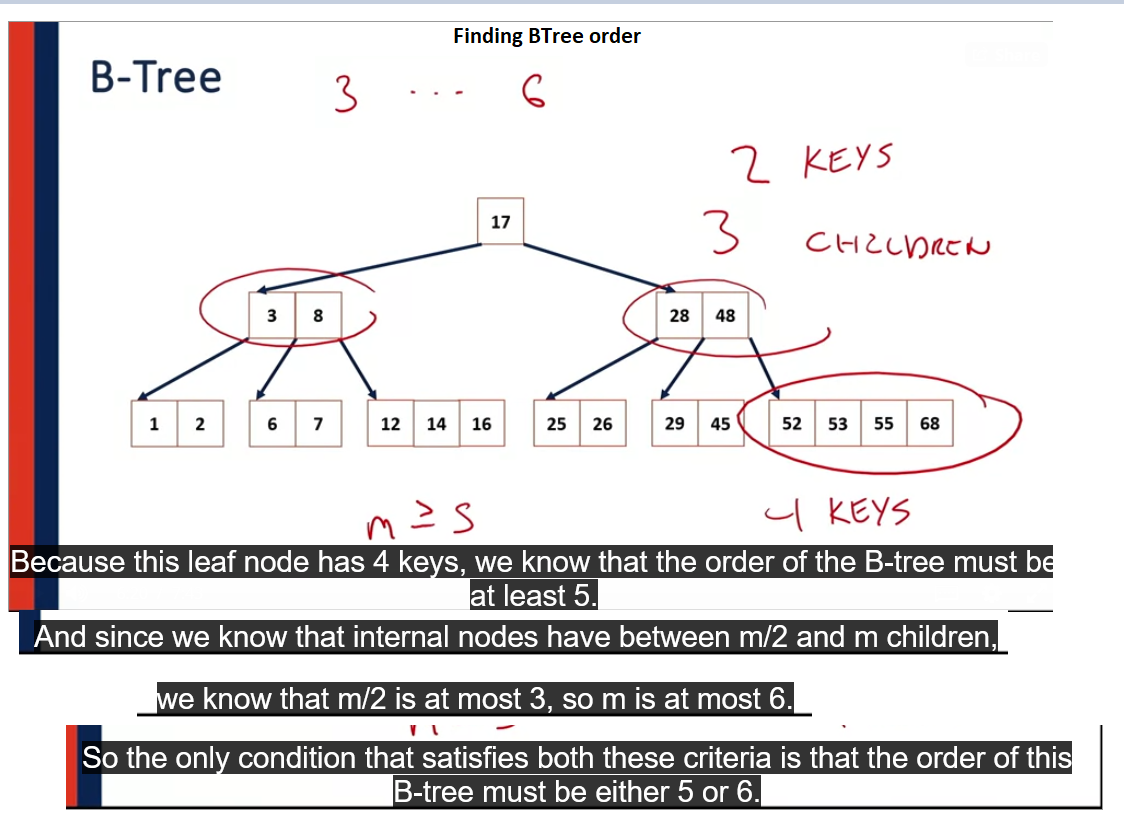 Finding BTree order
B-Tree
3 ... 6
2 KEYS
17
3 CHILDREN
3 8 28 48
1 2 6 7 12 14 16 25 26 29 45 52 53 55 68
m ≥ 5
4 KEYS
Because this leaf node has 4 keys, we know that the order of the B-tree must be
at least 5.
And since we know that internal nodes have between m/2 and m children,
we know that m/2 is at most 3, so m is at most 6.
So the only condition that satisfies both these criteria is that the order of this
B-tree must be either 5 or 6.